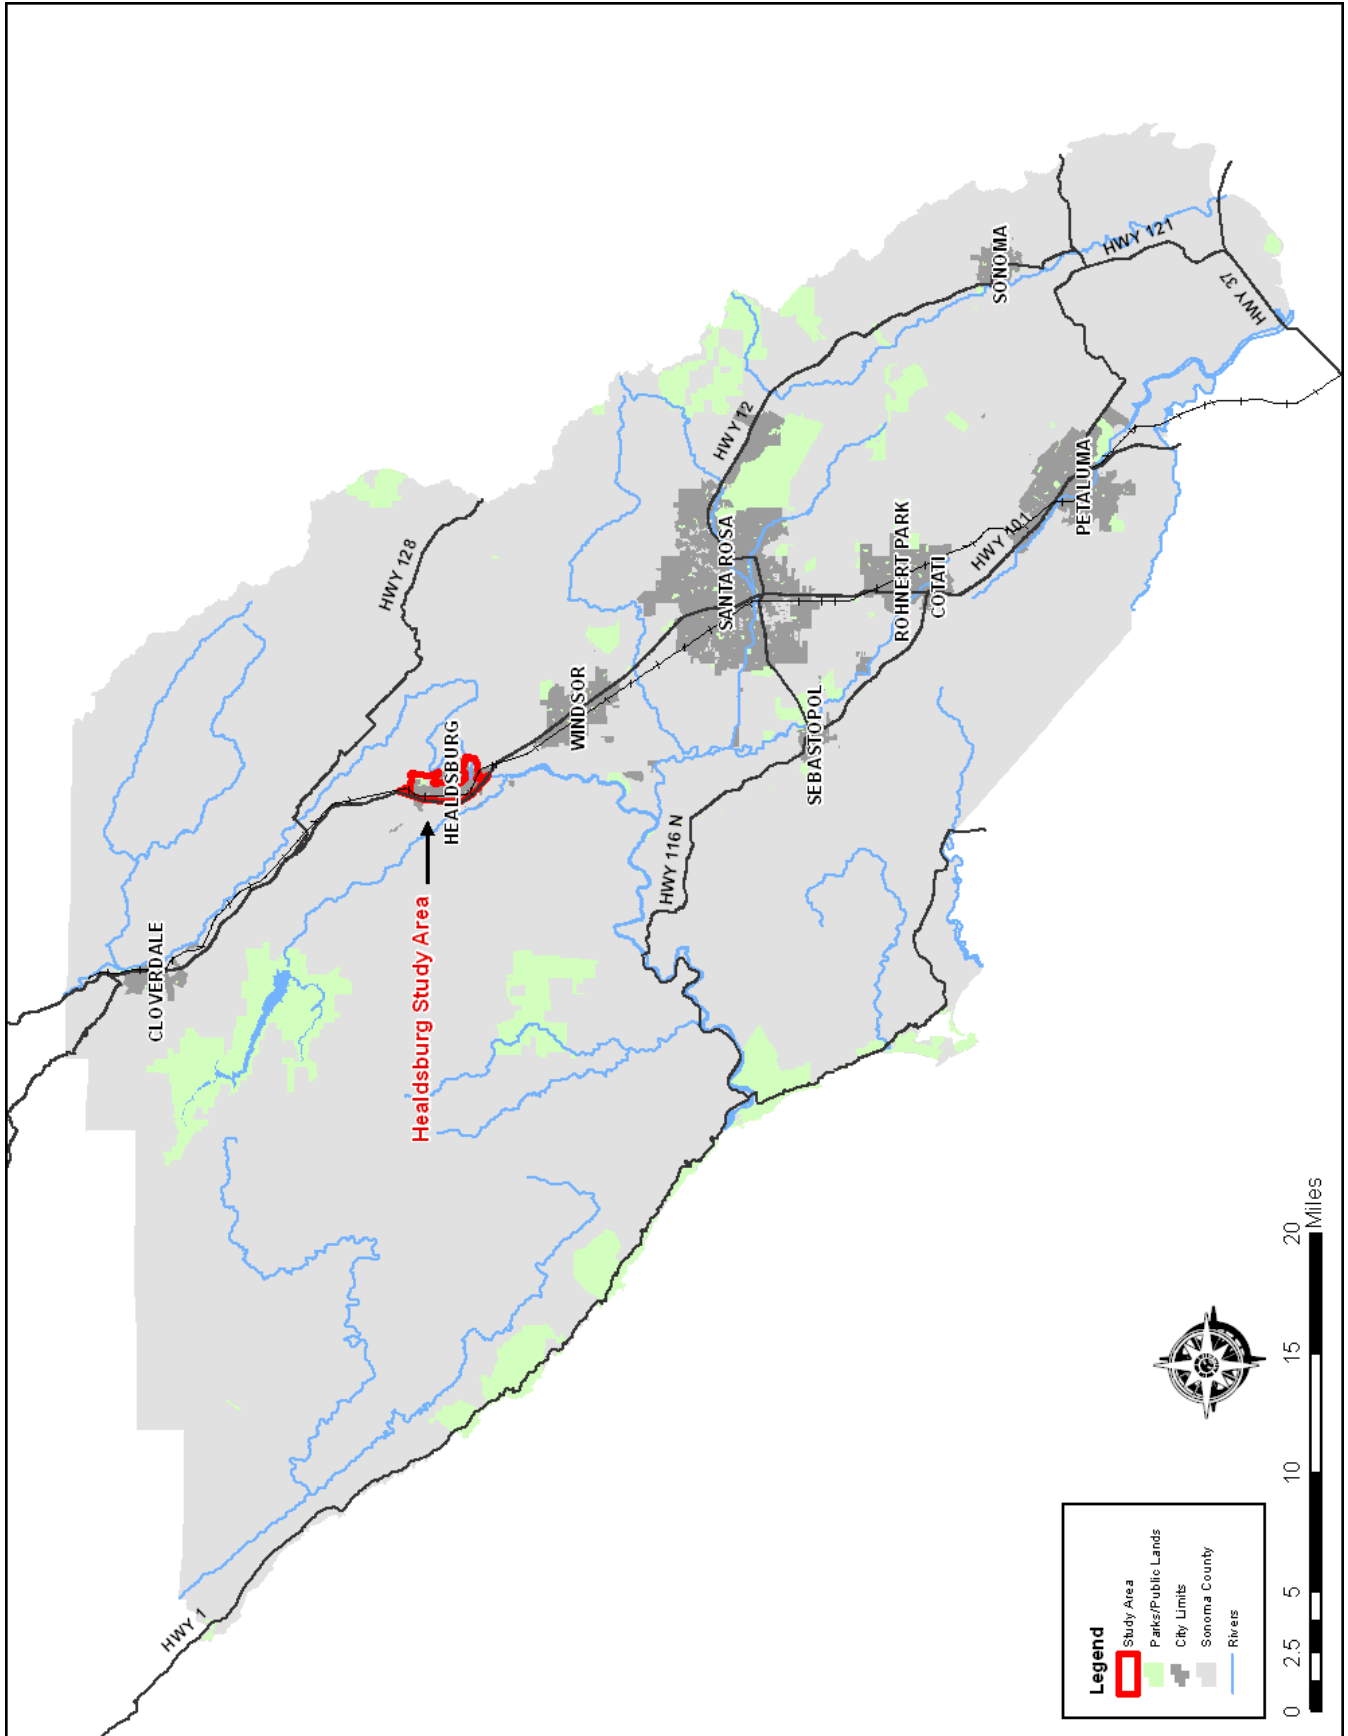 CLOVERDALE
HWY 128
HEALDSBURG
Healdsburg Study Area
WINDSOR
HWY 1
HWY 116 N
SANTA ROSA
HWY 12
SEBASTOPOL
ROHNERT PARK
COTATI
SONOMA
HWY 101
PETALUMA
HWY 121
HWY 37
Legend
Study Area
Parks/Public Lands
City Limits
Sonoma County
Rivers
0 2.5 5 10 15 20
Miles